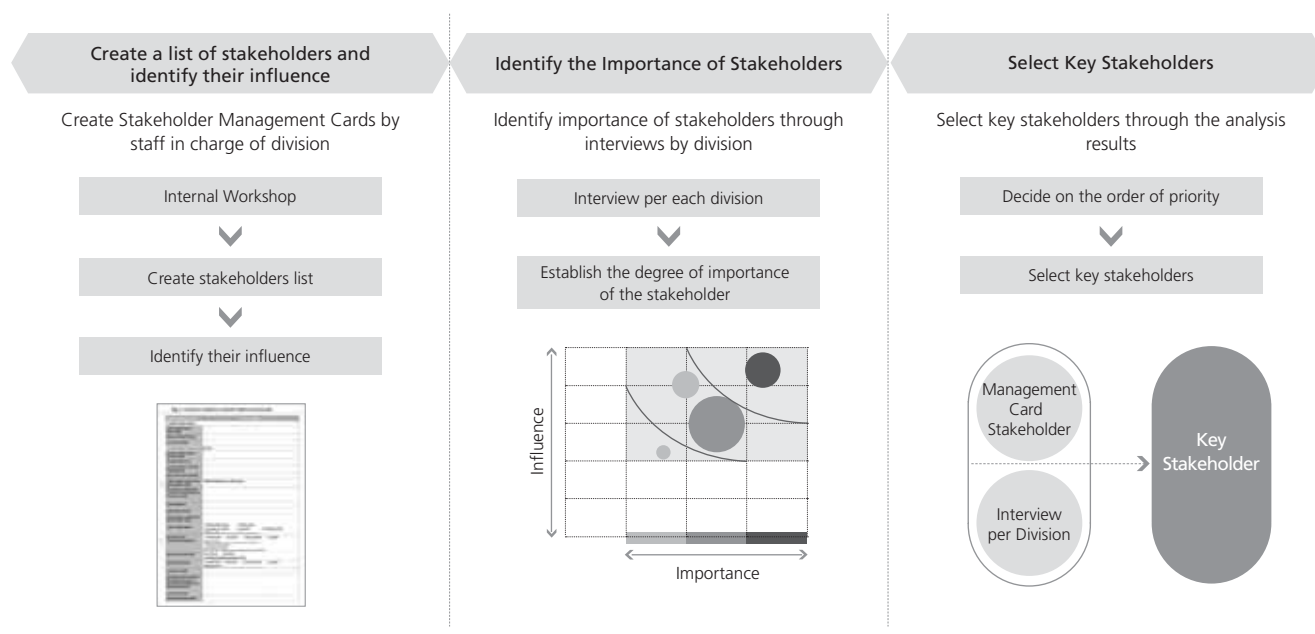 Create a list of stakeholders and
identify their influence
Create Stakeholder Management Cards by
staff in charge of division
Internal Workshop
Create stakeholders list
Identify their influence
Identify the Importance of Stakeholders
Identify importance of stakeholders through
interviews by division
Interview per each division
Establish the degree of importance
of the stakeholder
Influence
Importance
Select Key Stakeholders
Select key stakeholders through the analysis
results
Decide on the order of priority
Select key stakeholders
Management
Card
Stakeholder
Interview
per Division
Key
Stakeholder